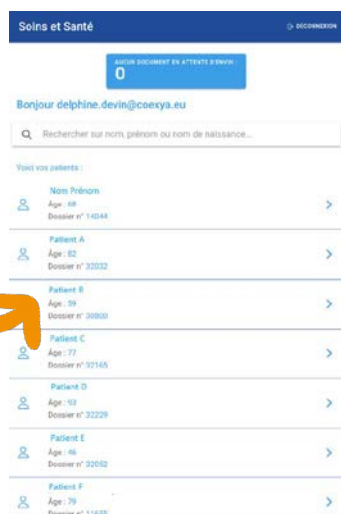 Soins et Santé
DÉCONNEXION
AUCUN DOCUMENT EN ATTENTE D'ENVOI :
0
Bonjour delphine.devin@coexya.eu
Rechercher sur nom, prénom ou nom de naissance...
Voici vos patients :
Nom Prénom
Âge : 68
Dossier n° 14044
Patient A
Âge : 82
Dossier n° 32032
Patient B
Âge : 59
Dossier n° 30800
Patient C
Âge : 77
Dossier n° 32165
Patient D
Âge : 93
Dossier n° 32229
Patient E
Âge : 46
Dossier n° 32052
Patient F
Âge : 79
Dossier n°